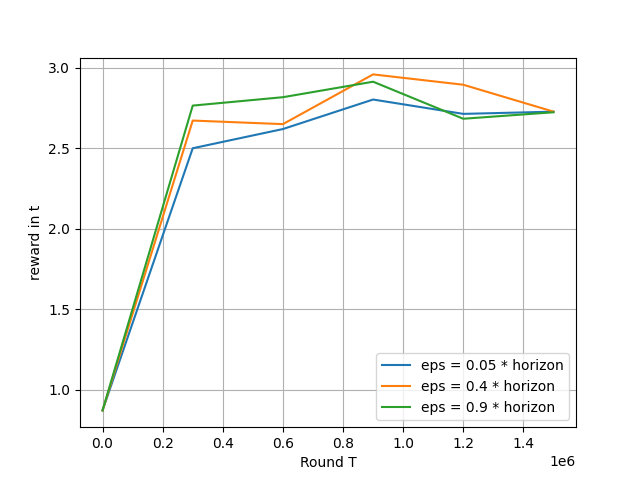 3.0
2.5
2.0
1.5
1.0
reward in t
eps = 0.05 * horizon
eps = 0.4 * horizon
eps = 0.9 * horizon
0.0 0.2 0.4 0.6 0.8 1.0 1.2 1.4
Round T
1e6